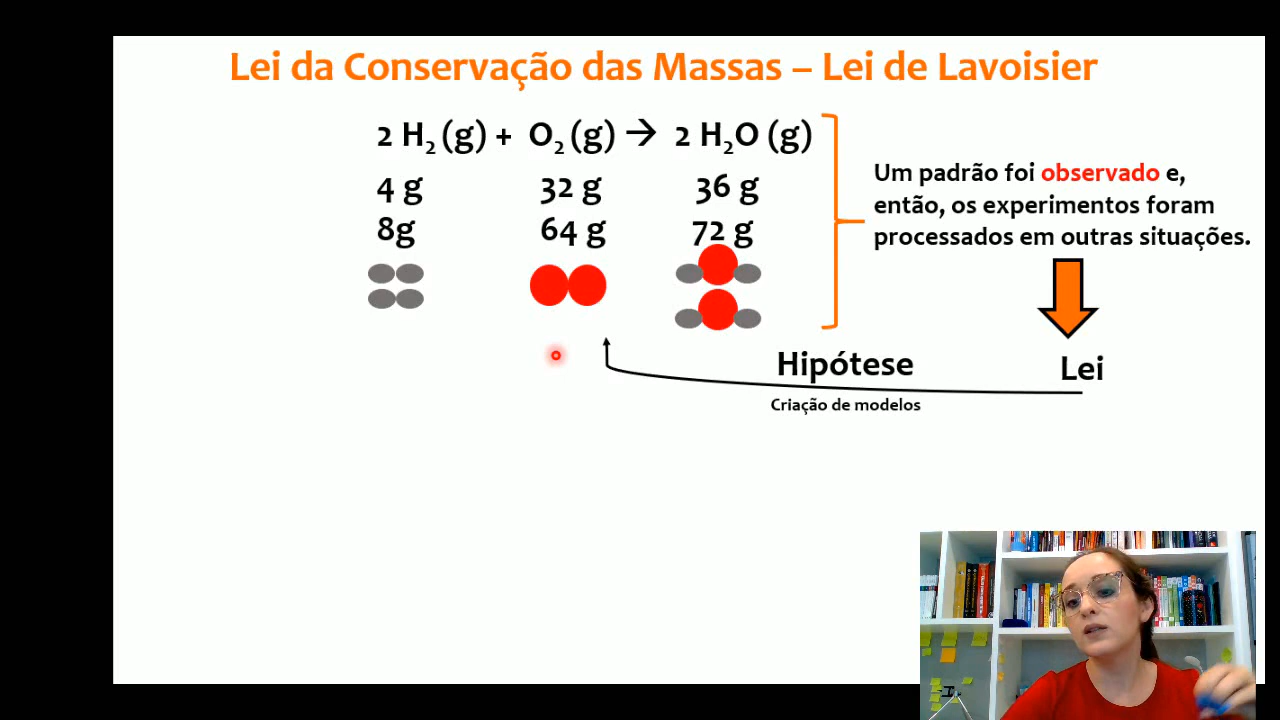 Lei da Conservação das Massas – Lei de Lavoisier
2 H₂ (g) + O₂ (g) → 2 H₂O (g)
4 g 32 g 36 g
8g 64 g 72 g
Um padrão foi observado e,
então, os experimentos foram
processados em outras situações.
Hipótese
Lei
Criação de modelos